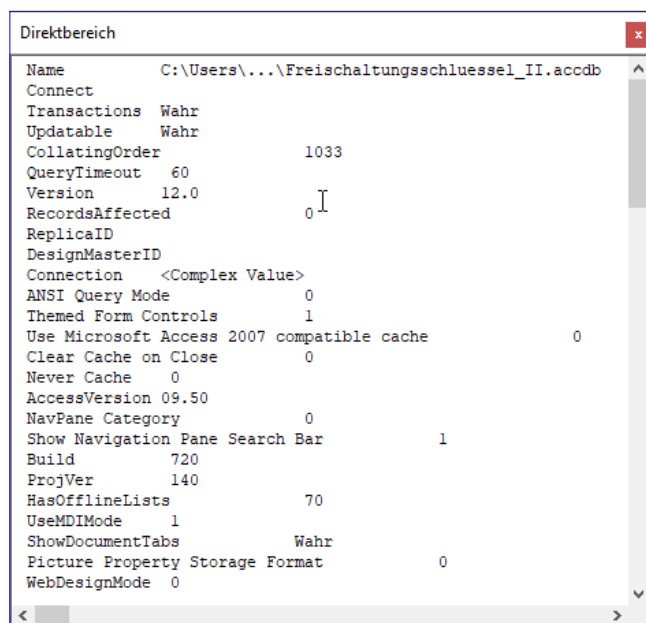 Direktbereich
Name C:\Users\...\Freischaltungsschluessel_II.accdb
Connect
Transactions Wahr
Updatable Wahr
CollatingOrder 1033
QueryTimeout 60
Version 12.0
RecordsAffected 0
ReplicaID
DesignMasterID
Connection <Complex Value>
ANSI Query Mode 0
Themed Form Controls 1
Use Microsoft Access 2007 compatible cache 0
Clear Cache on Close 0
Never Cache 0
AccessVersion 09.50
NavPane Category 0
Show Navigation Pane Search Bar 1
Build 720
ProjVer 140
HasOfflineLists 70
UseMDIMode 1
ShowDocumentTabs Wahr
Picture Property Storage Format 0
WebDesignMode 0